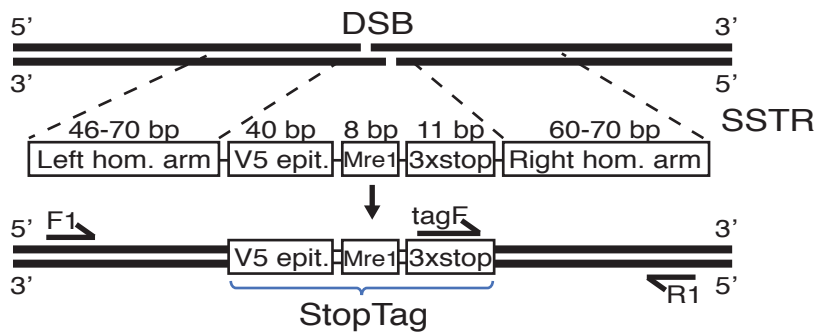 DSB
5’ 3’
3’ 5’
SSTR
46-70 bp 40 bp 8 bp 11 bp 60-70 bp
Left hom. arm V5 epit. Mre1 3xstop Right hom. arm
F1 tagF
5’ 3’
V5 epit. Mre1 3xstop
3’ R1 5’
StopTag